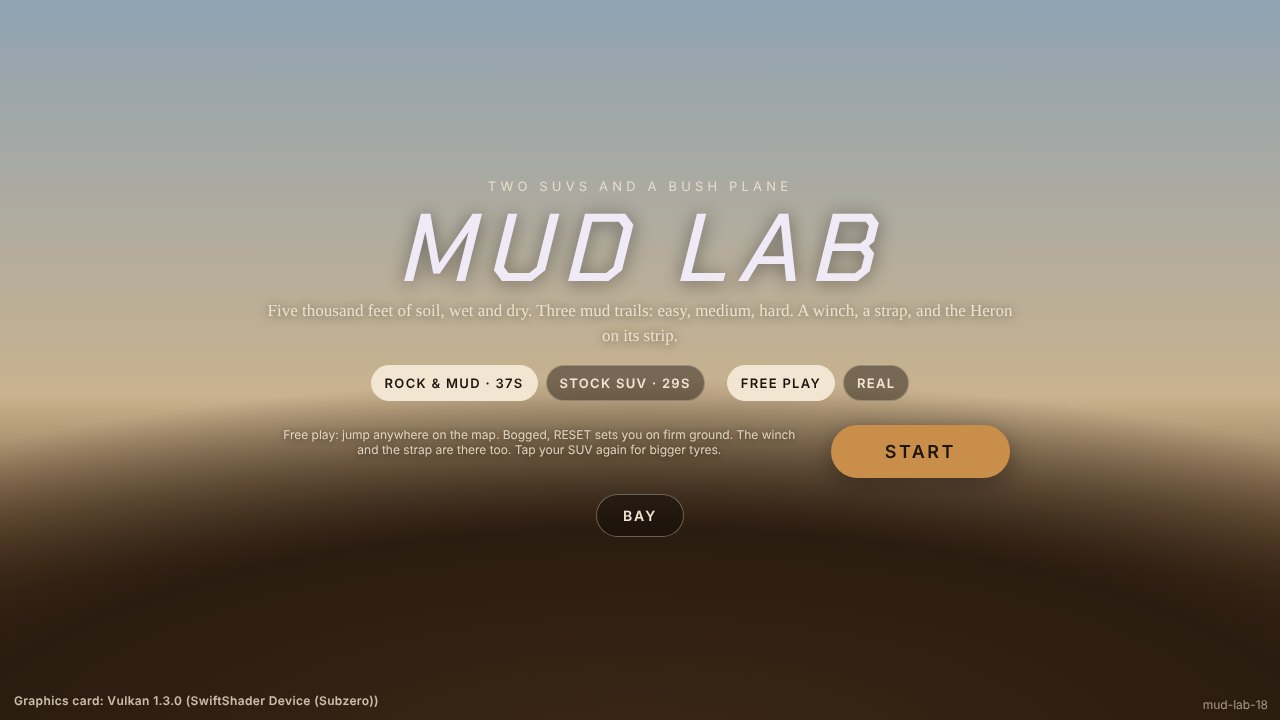 TWO SUVS AND A BUSH PLANE
MUD LAB
Five thousand feet of soil, wet and dry. Three mud trails: easy, medium, hard. A winch, a strap, and the Heron
on its strip.
ROCK & MUD · 37S STOCK SUV · 29S FREE PLAY REAL
Free play: jump anywhere on the map. Bogged, RESET sets you on firm ground. The winch
and the strap are there too. Tap your SUV again for bigger tyres.
START
BAY
Graphics card: Vulkan 1.3.0 (SwiftShader Device (Subzero))
mud-lab-18